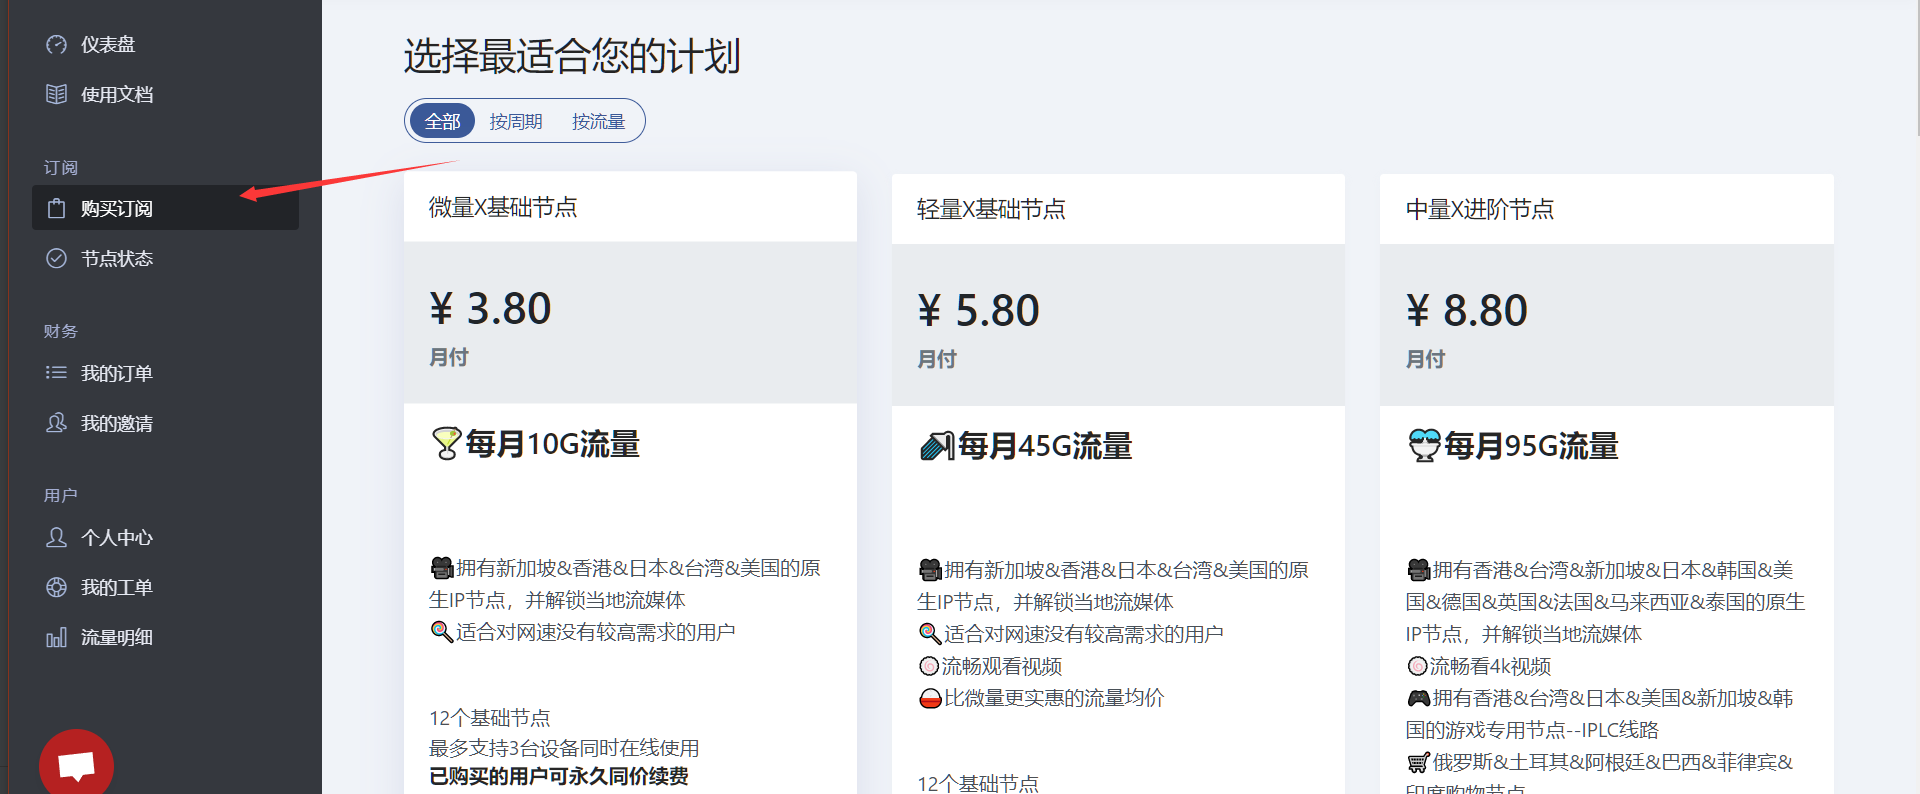 仪表盘
使用文档
订阅
购买订阅
节点状态
财务
我的订单
我的邀请
用户
个人中心
我的工单
流量明细
选择最适合您的计划
全部 按周期 按流量
微量X基础节点
¥ 3.80
月付
每月10G流量
拥有新加坡&香港&日本&台湾&美国的原
生IP节点，并解锁当地流媒体
适合对网速没有较高需求的用户
12个基础节点
最多支持3台设备同时在线使用
已购买的用户可永久同价续费
轻量X基础节点
¥ 5.80
月付
每月45G流量
拥有新加坡&香港&日本&台湾&美国的原
生IP节点，并解锁当地流媒体
适合对网速没有较高需求的用户
流畅观看视频
比微量更实惠的流量均价
12个基础节点
中量X进阶节点
¥ 8.80
月付
每月95G流量
拥有香港&台湾&新加坡&日本&韩国&美
国&德国&英国&法国&马来西亚&泰国的原生
IP节点，并解锁当地流媒体
流畅看4k视频
拥有香港&台湾&日本&美国&新加坡&韩
国的游戏专用节点--IPLC线路
俄罗斯&土耳其&阿根廷&巴西&菲律宾&
印度购物节点